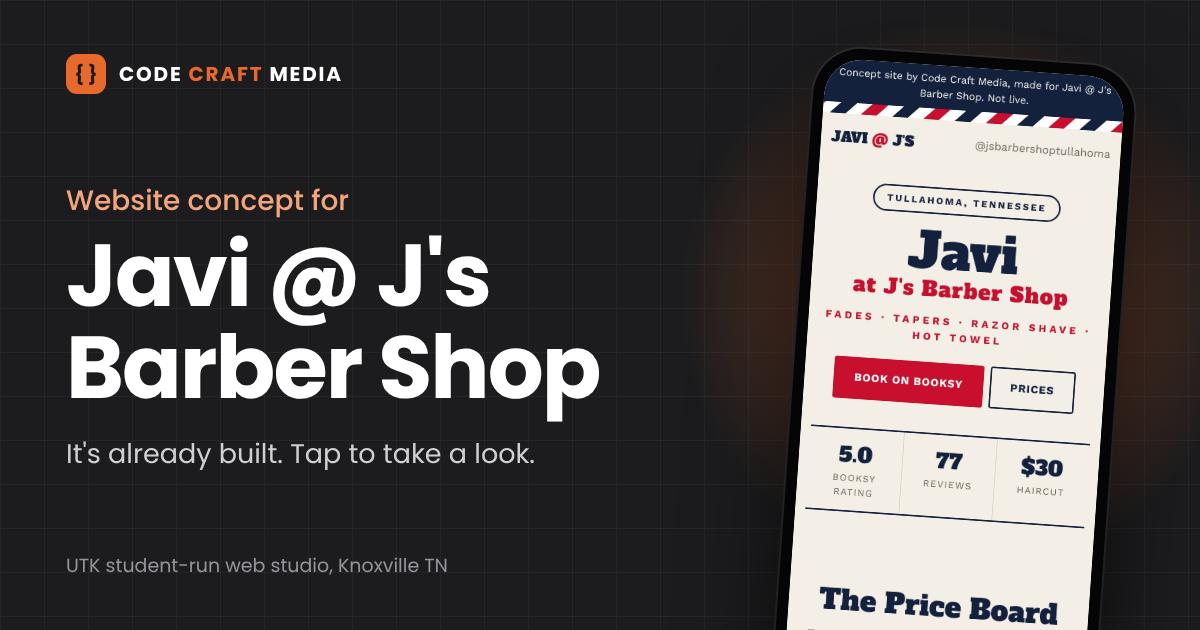 { } CODE CRAFT MEDIA
Website concept for
Javi @ J's
Barber Shop
It's already built. Tap to take a look.
UTK student-run web studio, Knoxville TN
Concept site by Code Craft Media, made for Javi @ J's
Barber Shop. Not live.
JAVI @ J'S
@jsbarbershoptullahoma
TULLAHOMA, TENNESSEE
Javi
at J's Barber Shop
FADES · TAPERS · RAZOR SHAVE ·
HOT TOWEL
BOOK ON BOOKSY
PRICES
5.0
BOOKSY
RATING
77
REVIEWS
$30
HAIRCUT
The Price Board